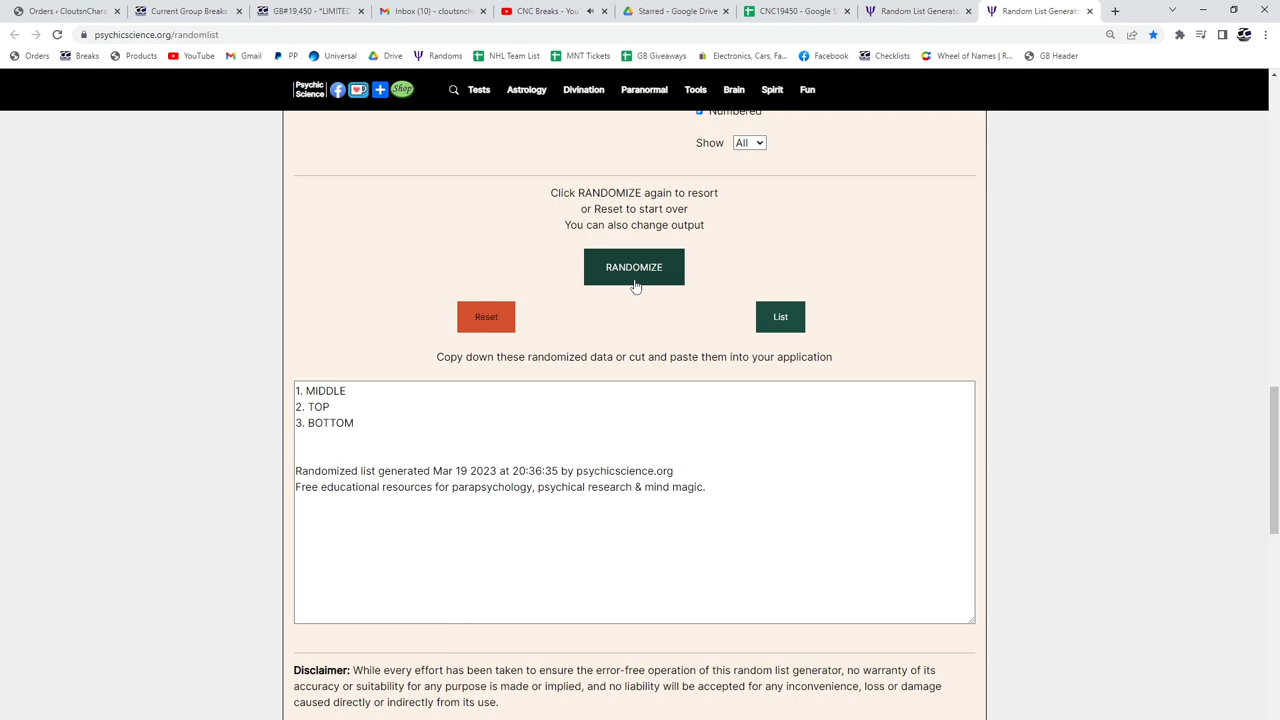 Orders · CloutsnChara
Current Group Breaks
GB#19,450 - *LIMITED
Inbox (10) - cloutsnch
CNC Breaks - You
Starred - Google Drive
CNC19450 - Google S
Random List Generato
Random List Generato
psychicscience.org/randomlist
Orders
Breaks
Products
YouTube
Gmail
PP
Universal
Drive
Randoms
NHL Team List
MNT Tickets
GB Giveaways
Electronics, Cars, Fa...
Facebook
Checklists
Wheel of Names | R...
GB Header
Psychic
Science
Shop
Tests
Astrology
Divination
Paranormal
Tools
Brain
Spirit
Fun
Numbered
Show All
Click RANDOMIZE again to resort
or Reset to start over
You can also change output
RANDOMIZE
Reset
List
Copy down these randomized data or cut and paste them into your application
1. MIDDLE
2. TOP
3. BOTTOM
Randomized list generated Mar 19 2023 at 20:36:35 by psychicscience.org
Free educational resources for parapsychology, psychical research & mind magic.
Disclaimer: While every effort has been taken to ensure the error-free operation of this random list generator, no warranty of its
accuracy or suitability for any purpose is made or implied, and no liability will be accepted for any inconvenience, loss or damage
caused directly or indirectly from its use.